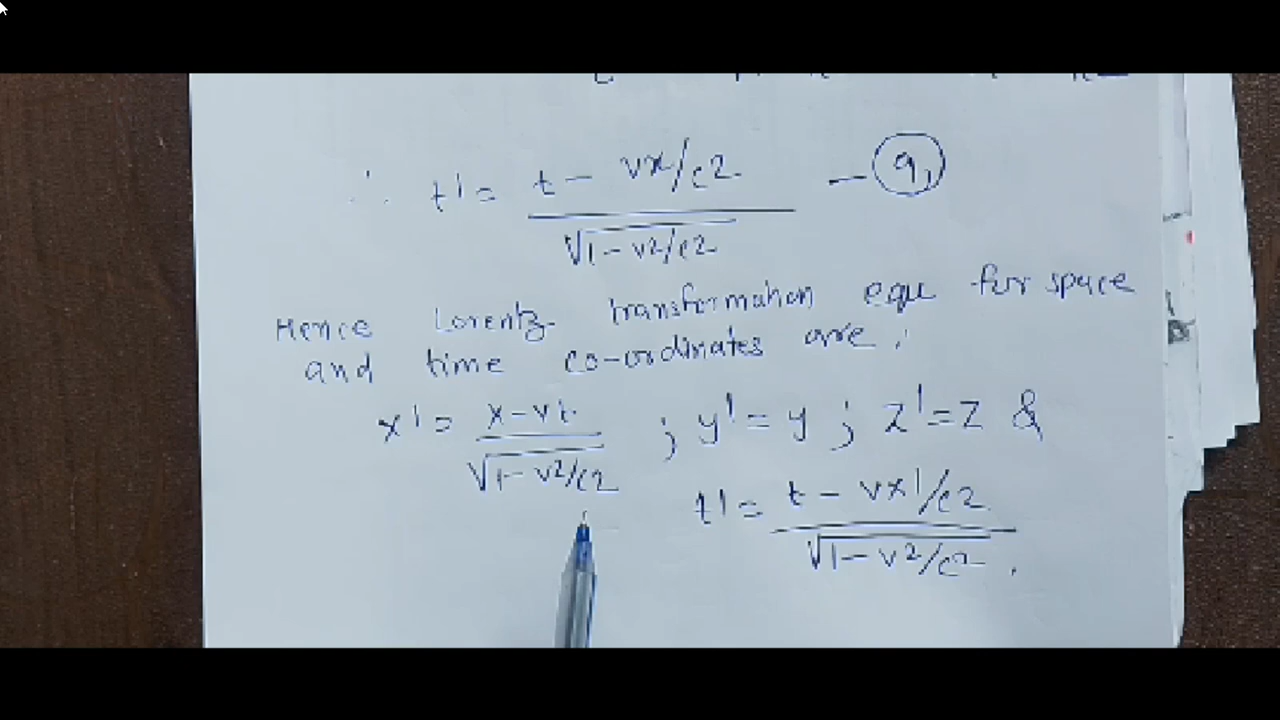 ∴ t' = t - vx/c2 / √1 - v2/c2 — 9,
Hence Lorentz transformation equ for space
and time co-ordinates are :
x' = x - vt / √1 - v2/c2 ; y' = y ; z' = z &
t' = t - vx'/c2 / √1 - v2/c2 .